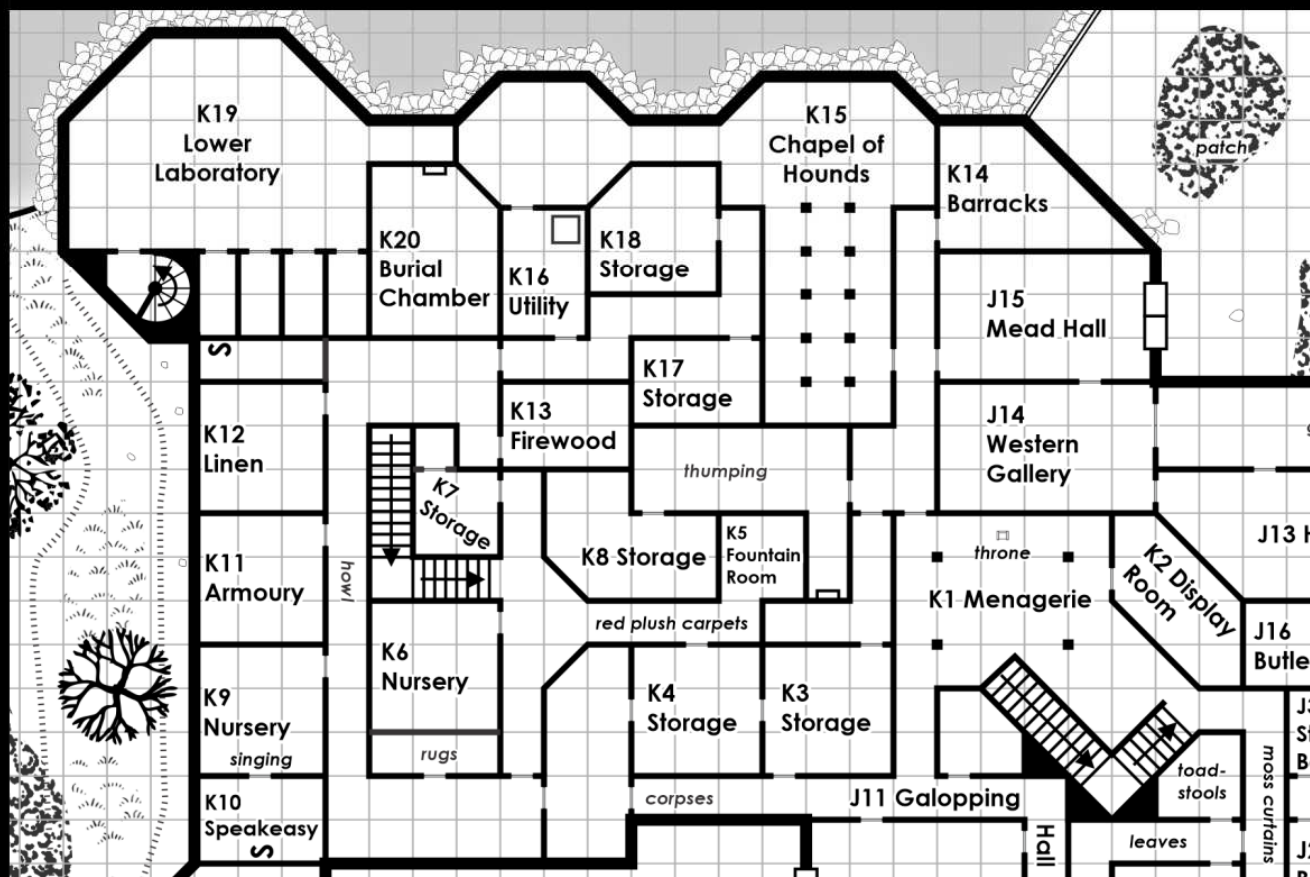 K19
Lower
Laboratory
K15
Chapel of
Hounds
patch
K14
Barracks
K20
Burial
Chamber
K18
Storage
K16
Utility
J15
Mead Hall
S
K17
Storage
K13
Firewood
J14
Western
Gallery
K12
Linen
thumping
K7
Storage
K5
Fountain
Room
K8 Storage
throne
K2 Display
Room
J13 H
K11
Armoury
howl
K1 Menagerie
red plush carpets
J16
Butle
K6
Nursery
K9
Nursery
singing
K4
Storage
K3
Storage
rugs
toad-
stools
moss curtains
K10
Speakeasy
S
corpses
J11 Galopping
Hall
leaves